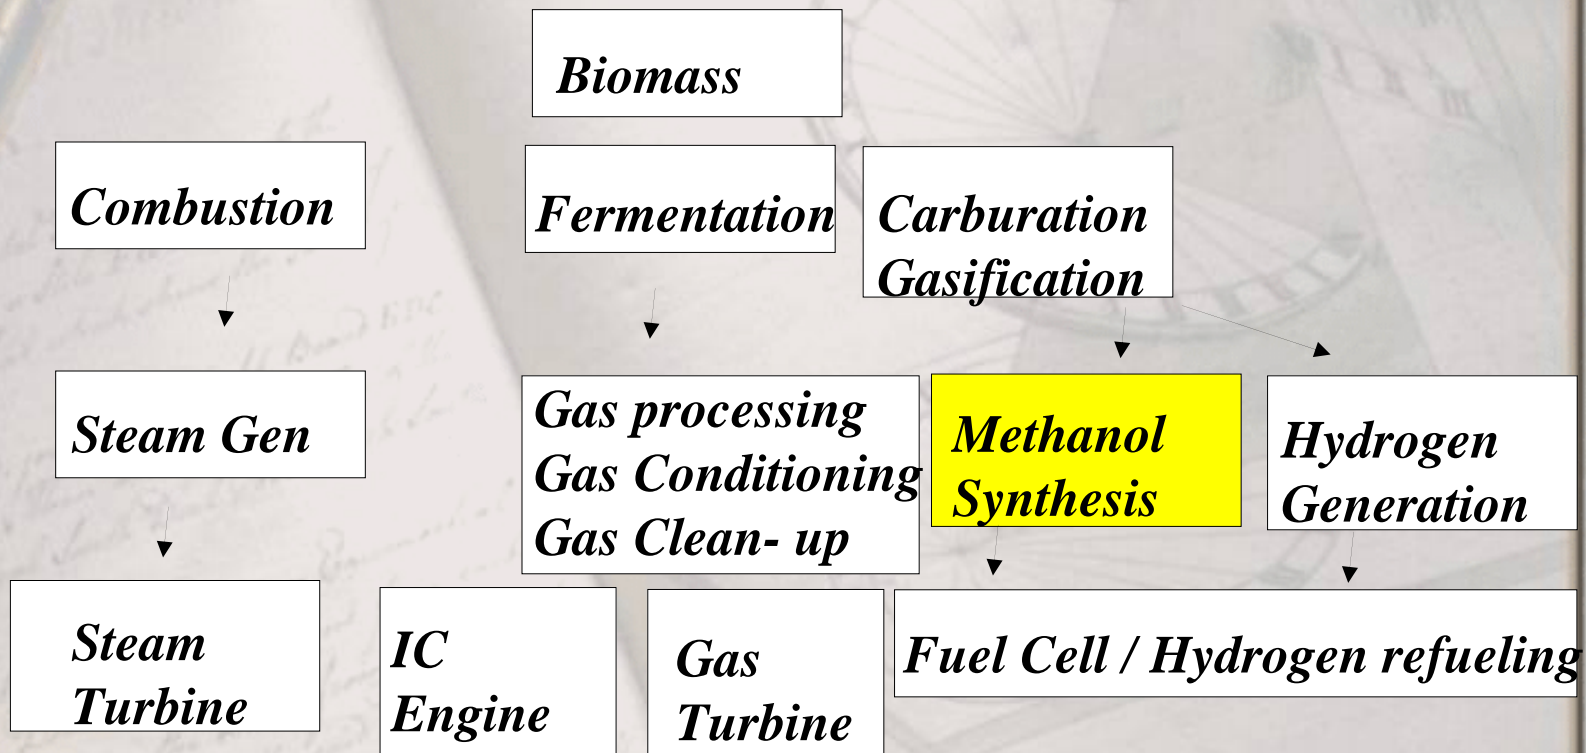 Biomass
Combustion
Fermentation
Carburation
Gasification
Steam Gen
Gas processing
Gas Conditioning
Gas Clean- up
Methanol
Synthesis
Hydrogen
Generation
Steam
Turbine
IC
Engine
Gas
Turbine
Fuel Cell / Hydrogen refueling